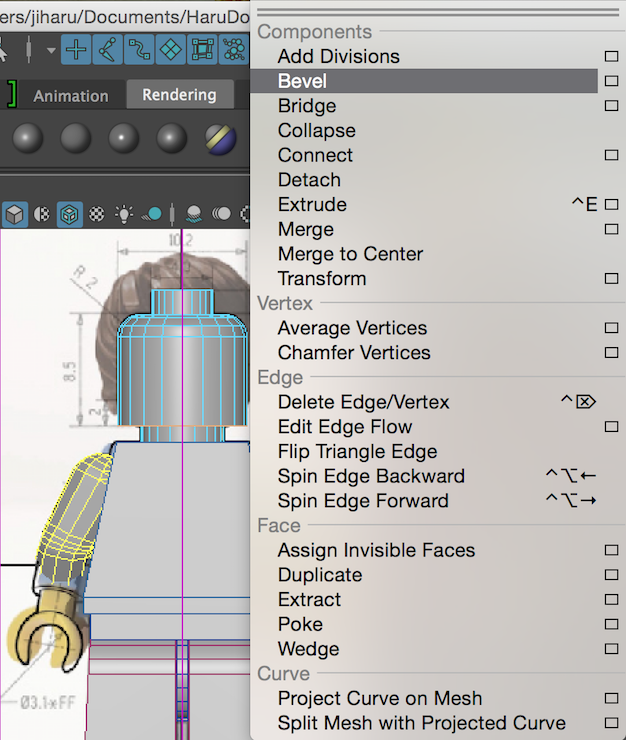 ers/jiharu/Documents/HaruDo
Animation
Rendering
10.2
R 2
8.5
2
Ø3.1×FF
Components
Add Divisions
Bevel
Bridge
Collapse
Connect
Detach
Extrude ^E
Merge
Merge to Center
Transform
Vertex
Average Vertices
Chamfer Vertices
Edge
Delete Edge/Vertex ^⌦
Edit Edge Flow
Flip Triangle Edge
Spin Edge Backward ^⌥←
Spin Edge Forward ^⌥→
Face
Assign Invisible Faces
Duplicate
Extract
Poke
Wedge
Curve
Project Curve on Mesh
Split Mesh with Projected Curve